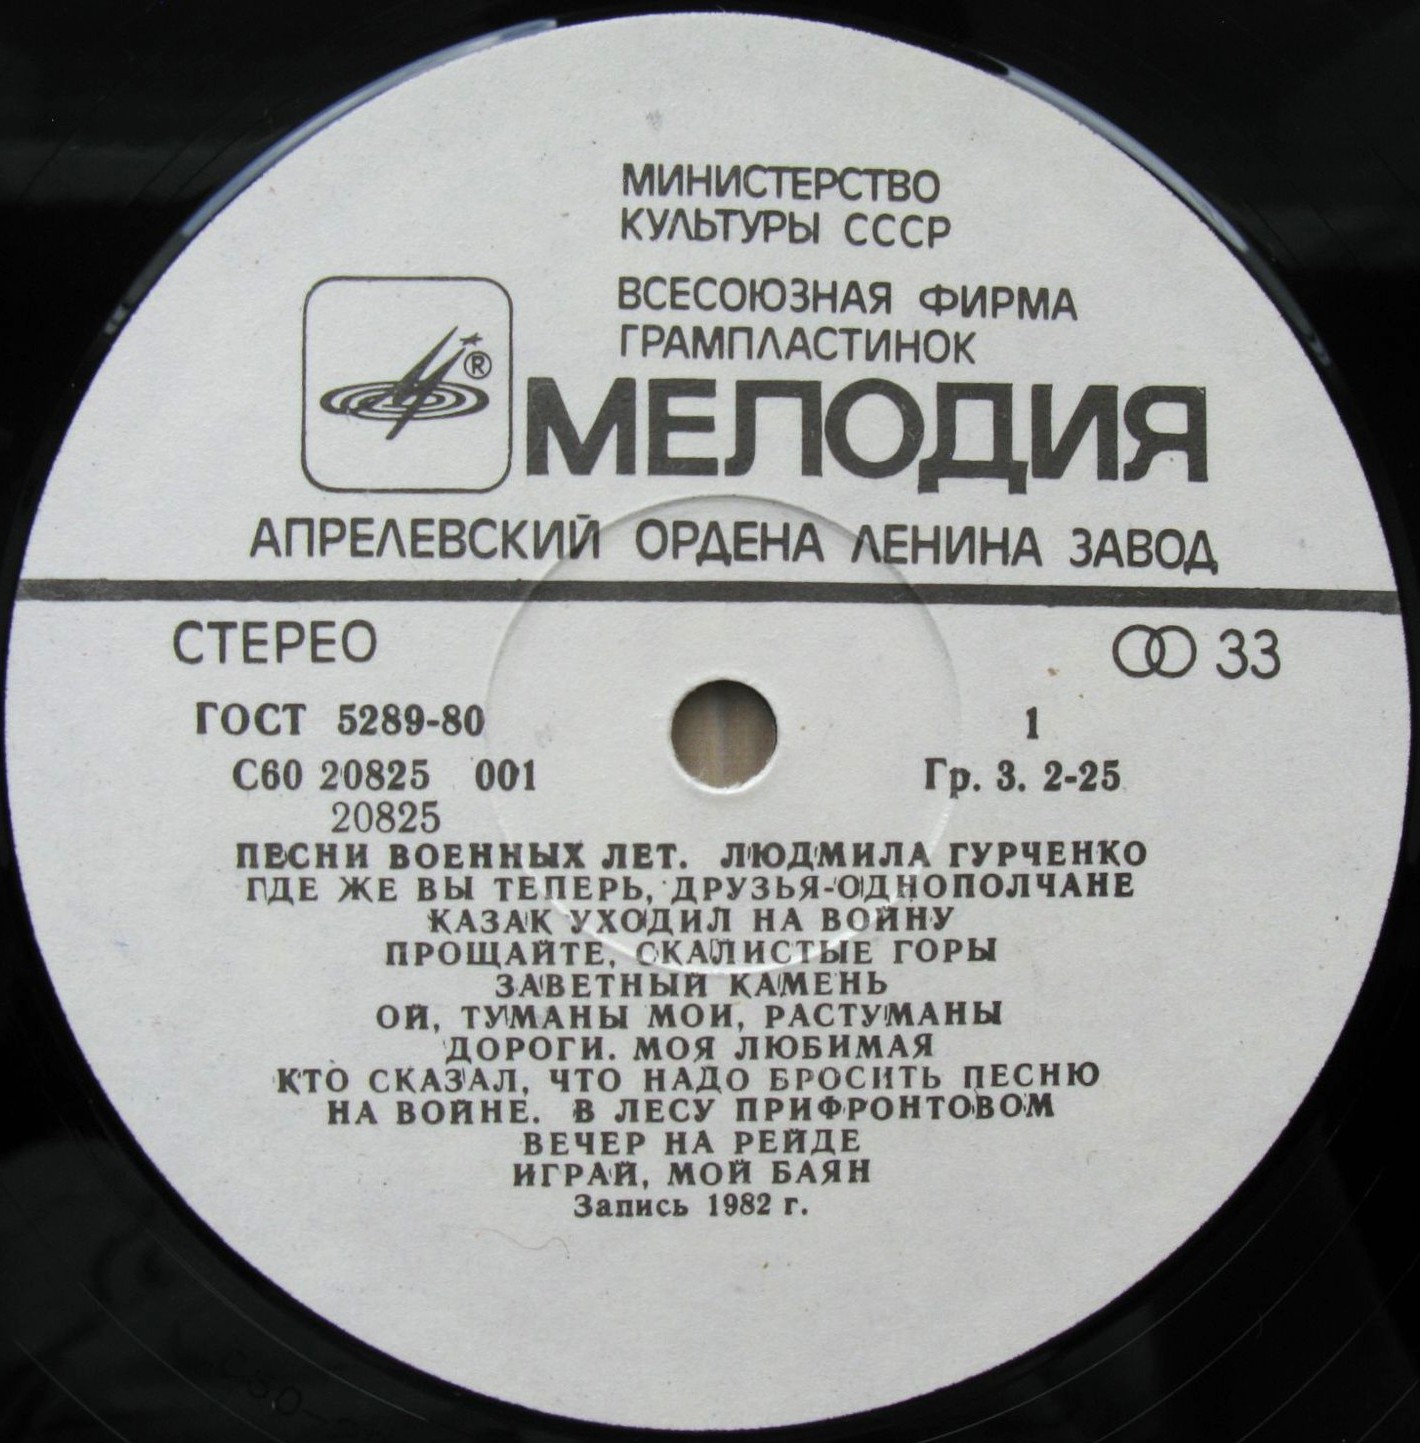 МИНИСТЕРСТВО
КУЛЬТУРЫ СССР
ВСЕСОЮЗНАЯ ФИРМА
ГРАМПЛАСТИНОК
®
МЕЛОДИЯ
АПРЕЛЕВСКИЙ ОРДЕНА ЛЕНИНА ЗАВОД
СТЕРЕО 33
ГОСТ 5289-80 1
С60 20825 001 Гр. 3. 2-25
20825
ПЕСНИ ВОЕННЫХ ЛЕТ. ЛЮДМИЛА ГУРЧЕНКО
ГДЕ ЖЕ ВЫ ТЕПЕРЬ, ДРУЗЬЯ-ОДНОПОЛЧАНЕ
КАЗАК УХОДИЛ НА ВОЙНУ
ПРОЩАЙТЕ, СКАЛИСТЫЕ ГОРЫ
ЗАВЕТНЫЙ КАМЕНЬ
ОЙ, ТУМАНЫ МОИ, РАСТУМАНЫ
ДОРОГИ. МОЯ ЛЮБИМАЯ
КТО СКАЗАЛ, ЧТО НАДО БРОСИТЬ ПЕСНЮ
НА ВОЙНЕ. В ЛЕСУ ПРИФРОНТОВОМ
ВЕЧЕР НА РЕЙДЕ
ИГРАЙ, МОЙ БАЯН
Запись 1982 г.